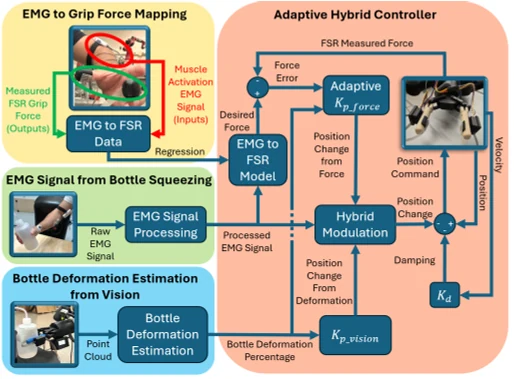 EMG to Grip Force Mapping
Measured
FSR Grip
Force
(Outputs)
Muscle
Activation
EMG
Signal
(Inputs)
EMG to FSR
Data
Regression
EMG Signal from Bottle Squeezing
Raw
EMG
Signal
EMG Signal
Processing
Processed
EMG Signal
Bottle Deformation Estimation
from Vision
Point
Cloud
Bottle
Deformation
Estimation
Bottle Deformation
Percentage
Adaptive Hybrid Controller
FSR Measured Force
Force
Error
-
+
Desired
Force
EMG to
FSR
Model
Adaptive
K_{p_force}
Position
Change
from
Force
Hybrid
Modulation
Position
Change
From
Deformation
K_{p_vision}
Position
Command
Position
Change
Velocity
Position
+
-
+
Damping
K_d